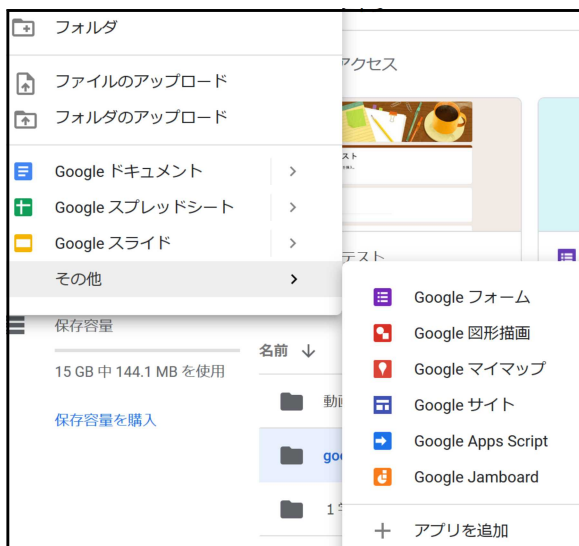 フォルダ
ファイルのアップロード
フォルダのアップロード
Google ドキュメント
Google スプレッドシート
Google スライド
その他
アクセス
スト
テスト
Google フォーム
Google 図形描画
Google マイマップ
Google サイト
Google Apps Script
Google Jamboard
アプリを追加
保存容量
15 GB 中 144.1 MB を使用
保存容量を購入
名前
動画
goo
1